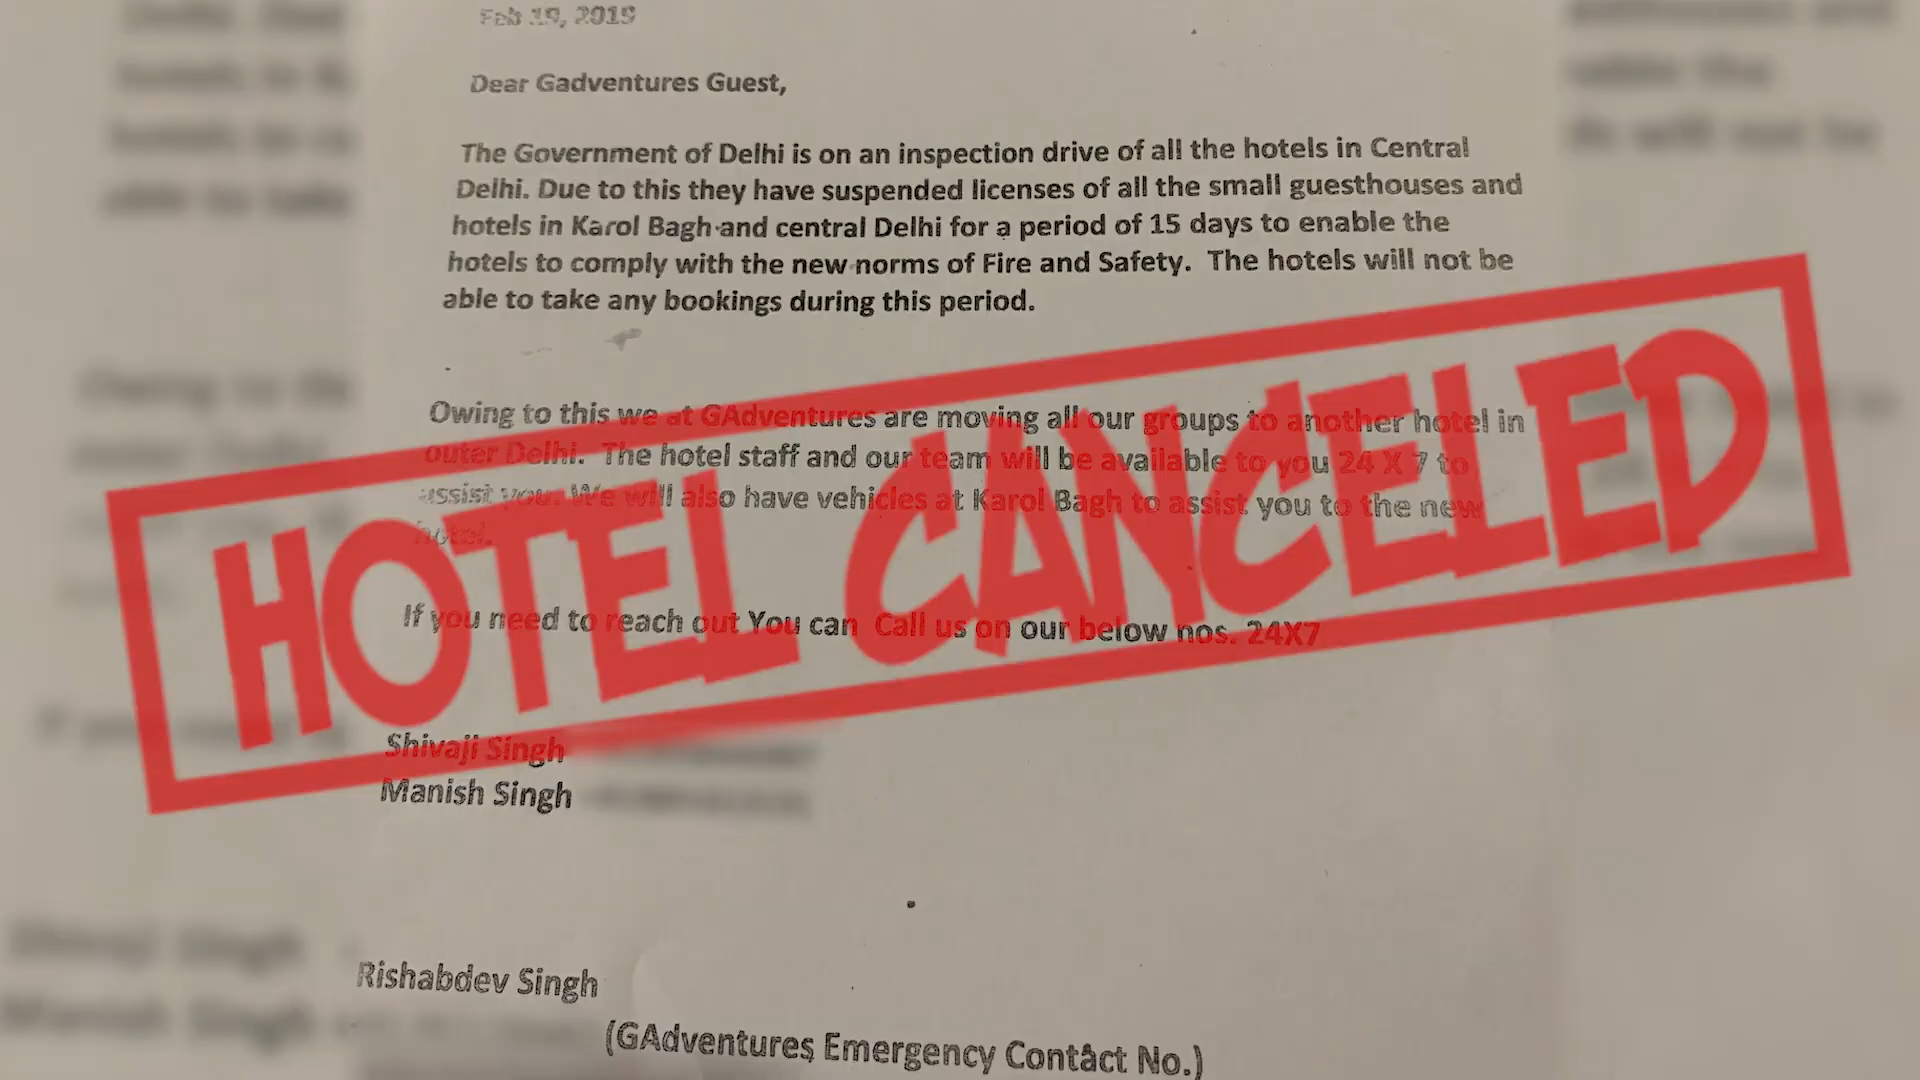 Feb 19, 2019
Dear Gadventures Guest,
The Government of Delhi is on an inspection drive of all the hotels in Central
Delhi. Due to this they have suspended licenses of all the small guesthouses and
hotels in Karol Bagh and central Delhi for a period of 15 days to enable the
hotels to comply with the new norms of Fire and Safety. The hotels will not be
able to take any bookings during this period.
Owing to this we at GAdventures are moving all our groups to another hotel in
outer Delhi. The hotel staff and our team will be available to you 24 X 7 to
assist you. We will also have vehicles at Karol Bagh to assist you to the new
hotel.
HOTEL CANCELED
If you need to reach out You can Call us on our below nos. 24X7
Shivaji Singh
Manish Singh
Rishabdev Singh
(GAdventures Emergency Contact No.)